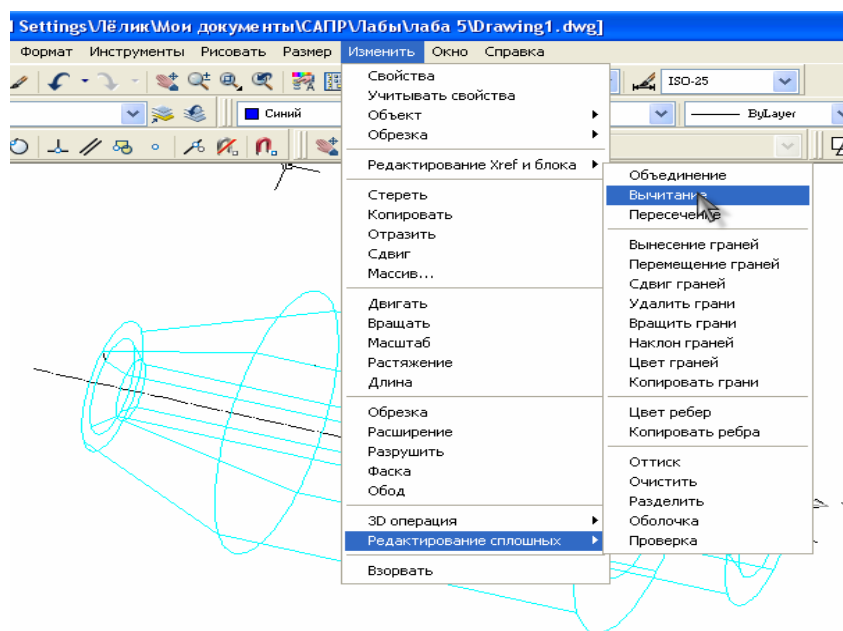 ] Settings\Лёлик\Мои документы\САПР\Лабы\лаба 5\Drawing1.dwg]
Формат Инструменты Рисовать Размер Изменить Окно Справка
ISO-25
Синий
ByLayer
Свойства
Учитывать свойства
Объект
Обрезка
Редактирование Xref и блока
Стереть
Копировать
Отразить
Сдвиг
Массив...
Двигать
Вращать
Масштаб
Растяжение
Длина
Обрезка
Расширение
Разрушить
Фаска
Обод
3D операция
Редактирование сплошных
Взорвать
Объединение
Вычитание
Пересечение
Вынесение граней
Перемещение граней
Сдвиг граней
Удалить грани
Вращить грани
Наклон граней
Цвет граней
Копировать грани
Цвет ребер
Копировать ребра
Оттиск
Очистить
Разделить
Оболочка
Проверка